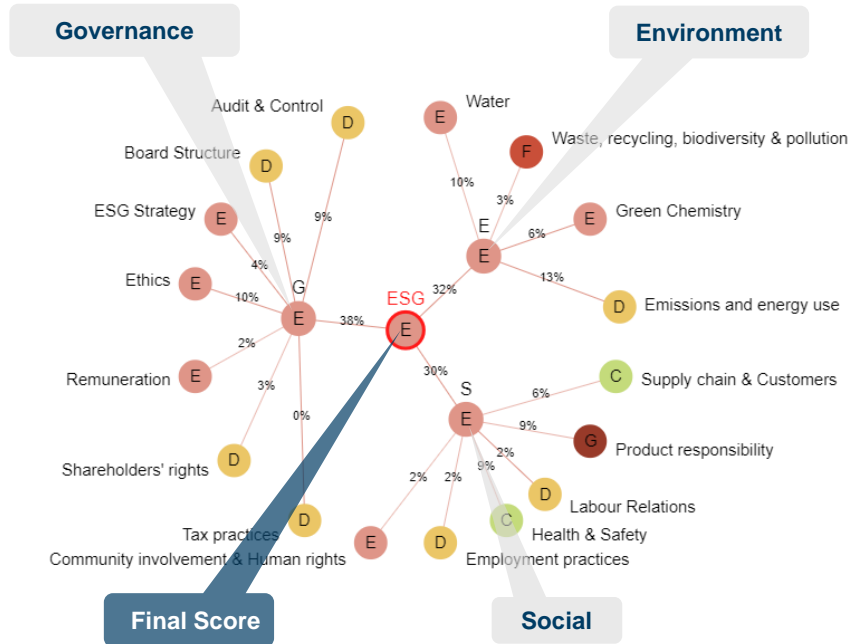 Governance
Environment
Audit & Control
D
Board Structure
D
9%
9%
ESG Strategy
E
4%
Ethics
E
10%
G
E
38%
Remuneration
E
2%
Shareholders' rights
D
3%
Tax practices
D
0%
ESG
E
Water
E
10%
Waste, recycling, biodiversity & pollution
F
3%
Green Chemistry
E
6%
E
E
32%
Emissions and energy use
D
13%
30%
S
E
Supply chain & Customers
C
6%
Product responsibility
G
9%
Labour Relations
D
2%
Health & Safety
C
9%
Employment practices
D
2%
Community involvement & Human rights
E
2%
Final Score
Social